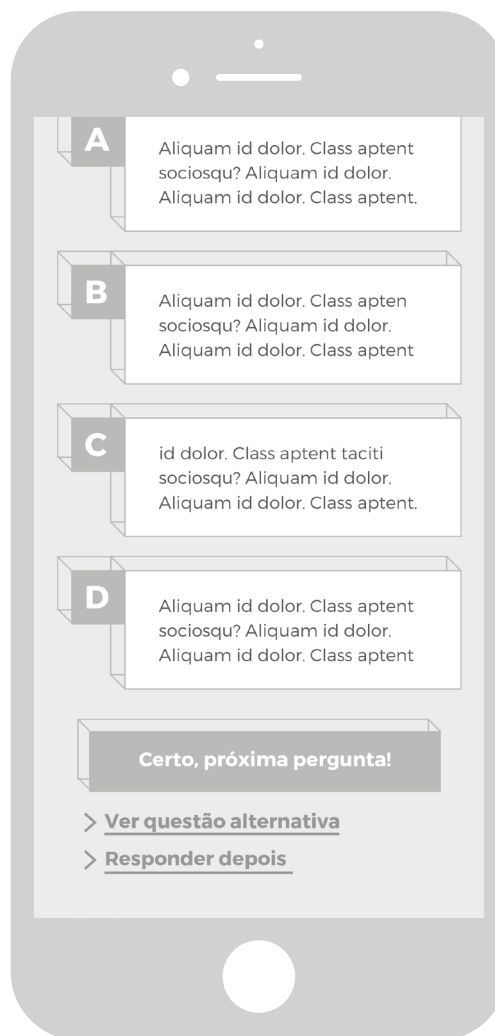 A
Aliquam id dolor. Class aptent
sociosqu? Aliquam id dolor.
Aliquam id dolor. Class aptent.
B
Aliquam id dolor. Class apten
sociosqu? Aliquam id dolor.
Aliquam id dolor. Class aptent
C
id dolor. Class aptent taciti
sociosqu? Aliquam id dolor.
Aliquam id dolor. Class aptent.
D
Aliquam id dolor. Class aptent
sociosqu? Aliquam id dolor.
Aliquam id dolor. Class aptent
Certo, próxima pergunta!
> Ver questão alternativa
> Responder depois